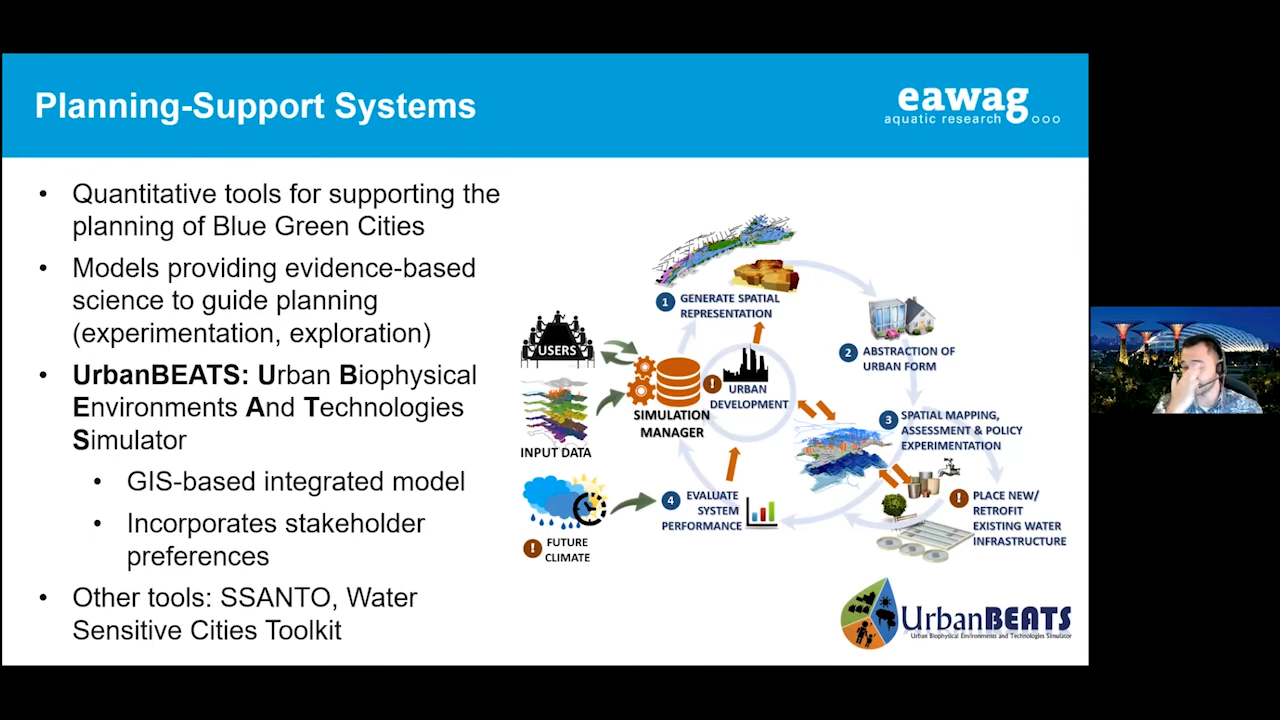 Planning-Support Systems
eawag
aquatic research
• Quantitative tools for supporting the
planning of Blue Green Cities
• Models providing evidence-based
science to guide planning
(experimentation, exploration)
• UrbanBEATS: Urban Biophysical
Environments And Technologies
Simulator
• GIS-based integrated model
• Incorporates stakeholder
preferences
• Other tools: SSANTO, Water
Sensitive Cities Toolkit
1 GENERATE SPATIAL
REPRESENTATION
2 ABSTRACTION OF
URBAN FORM
USERS
! URBAN
DEVELOPMENT
SIMULATION
MANAGER
3 SPATIAL MAPPING,
ASSESSMENT & POLICY
EXPERIMENTATION
INPUT DATA
4 EVALUATE
SYSTEM
PERFORMANCE
! PLACE NEW/
RETROFIT
EXISTING WATER
INFRASTRUCTURE
! FUTURE
CLIMATE
UrbanBEATS
Urban Biophysical Environments and Technologies Simulator